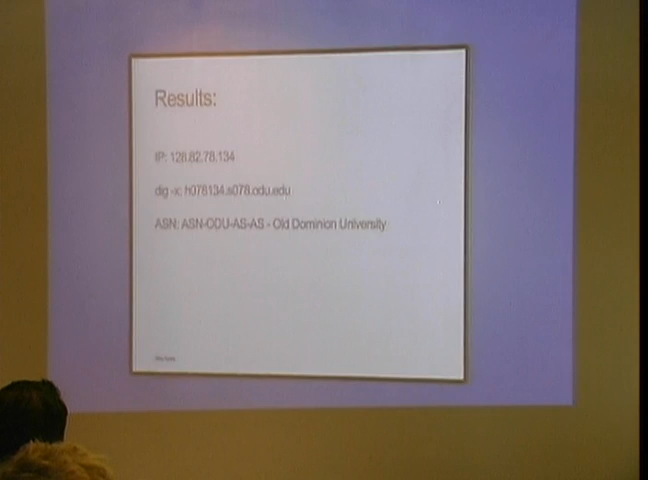 Results:
IP: 128.82.78.134
dig -x: h078134.s078.odu.edu
ASN: ASN-ODU-AS-AS - Old Dominion University